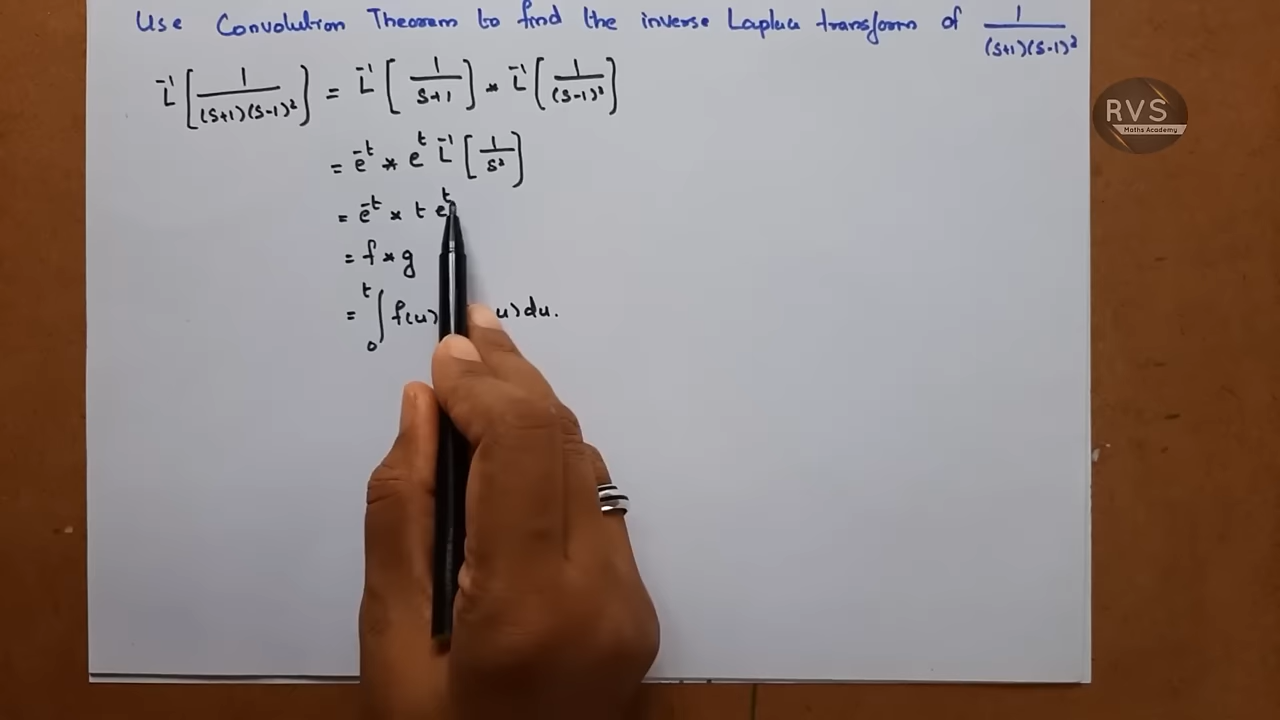 Use Convolution Theorem to find the inverse Laplace transform of 1/((s+1)(s-1)²)
L⁻¹[1/((s+1)(s-1)²)] = L⁻¹[1/(s+1)] * L⁻¹[1/(s-1)²]
= e⁻ᵗ * eᵗ L⁻¹[1/s²]
= e⁻ᵗ * t eᵗ
= f * g
= ∫₀ᵗ f(u) u) du.
RVS
Maths Academy